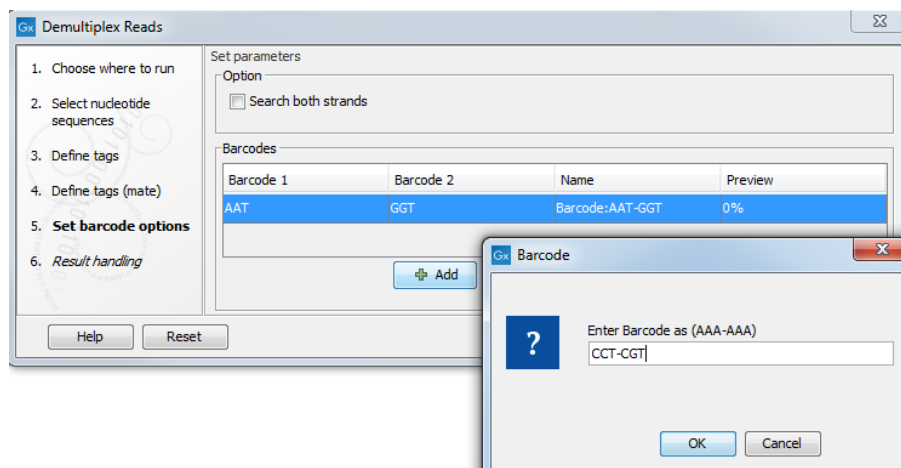 Gx Demultiplex Reads
Set parameters
1. Choose where to run
2. Select nucleotide
sequences
3. Define tags
4. Define tags (mate)
5. Set barcode options
6. Result handling
Option
Search both strands
Barcodes
Barcode 1 Barcode 2 Name Preview
AAT GGT Barcode:AAT-GGT 0%
Add
Help Reset
Gx Barcode
?
Enter Barcode as (AAA-AAA)
CCT-CGT
OK Cancel